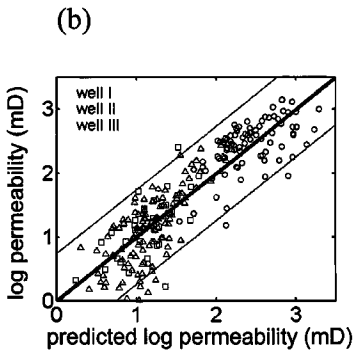 (b)
3
2
1
0
0
1
2
3
log permeability (mD)
well I
well Ii
well III
predicted log permeability (mD)